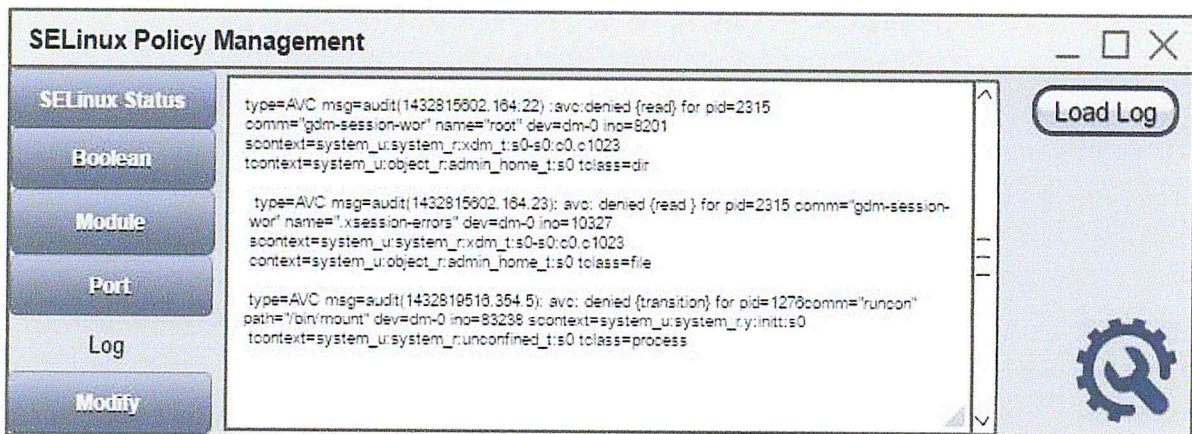 SELinux Policy Management
SELinux Status
Boolean
Module
Port
Log
Modify
type=AVC msg=audit(1432815602.164:22) :avc:denied {read} for pid=2315
comm="gdm-session-wor" name="root" dev=dm-0 ino=8201
scontext=system_u:system_r:xdm_t:s0-s0:c0.c1023
tcontext=system_u:object_r:admin_home_t:s0 tclass=dir
type=AVC msg=audit(1432815602.164.23): avc: denied {read } for pid=2315 comm="gdm-session-
wor" name=".xsession-errors" dev=dm-0 ino=10327
scontext=system_u:system_r:xdm_t:s0-s0:c0.c1023
context=system_u:object_r:admin_home_t:s0 tclass=file
type=AVC msg=audit(1432819516.354.5): avc: denied {transition} for pid=1276comm="runcon"
path="/bin/mount" dev=dm-0 ino=83238 scontext=system_u:system_r.y:initt:s0
tcontext=system_u:system_r:unconfined_t:s0 tclass=process
Load Log